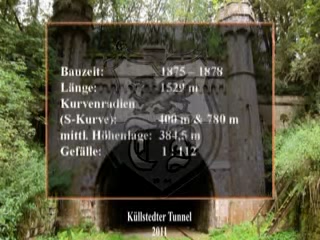 Bauzeit: 1875 – 1878
Länge: 1529 m
Kurvenradien
(S-Kurve): 400 m & 780 m
mittl. Höhenlage: 384,5 m
Gefälle: 1 : 112
Küllstedter Tunnel
2011